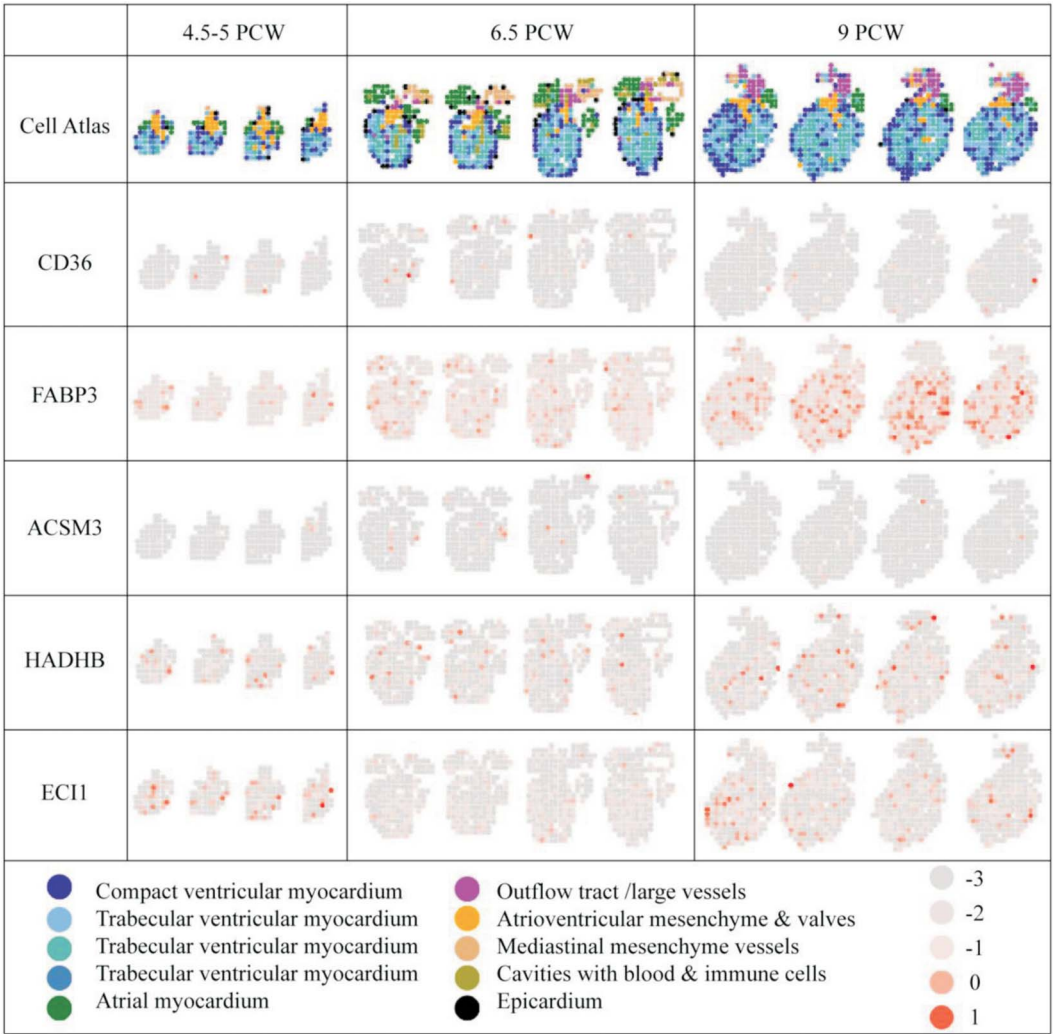 4.5-5 PCW 6.5 PCW 9 PCW
Cell Atlas
CD36
FABP3
ACSM3
HADHB
ECI1
Compact ventricular myocardium
Trabecular ventricular myocardium
Trabecular ventricular myocardium
Trabecular ventricular myocardium
Atrial myocardium
Outflow tract /large vessels
Atrioventricular mesenchyme & valves
Mediastinal mesenchyme vessels
Cavities with blood & immune cells
Epicardium
-3
-2
-1
0
1